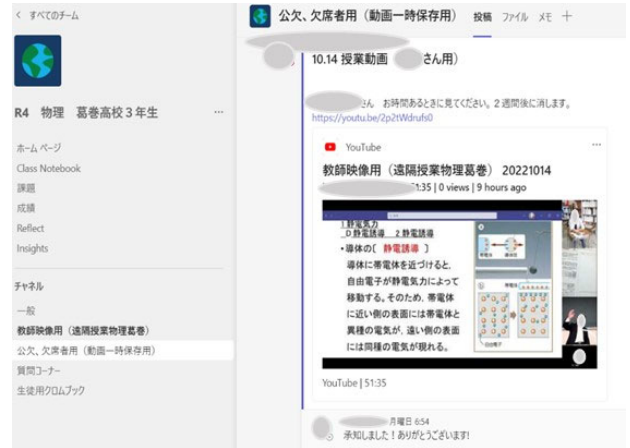 < すべてのチーム
R4 物理 葛巻高校3年生 …
ホーム ページ
Class Notebook
課題
成績
Reflect
Insights
チャネル
一般
教師映像用（遠隔授業物理葛巻）
公欠、欠席者用（動画一時保存用）
質問コーナー
生徒用クロムブック
公欠、欠席者用（動画一時保存用） 投稿 ファイル メモ +
10.14 授業動画 さん用）
さん お時間あるときに見てください。2 週間後に消します。
https://youtu.be/2p2tWdrufs0
YouTube …
教師映像用（遠隔授業物理葛巻） 20221014
51:35 | 0 views | 9 hours ago
1 静電気力
D 静電誘導 2 静電誘導
・導体の[ 静電誘導 ]
導体に帯電体を近づけると,
自由電子が静電気力によって
移動する。そのため, 帯電体
に近い側の表面には帯電体と
異種の電気が, 遠い側の表面
には同種の電気が現れる。
YouTube | 51:35
月曜日 6:54
承知しました！ありがとうございます!